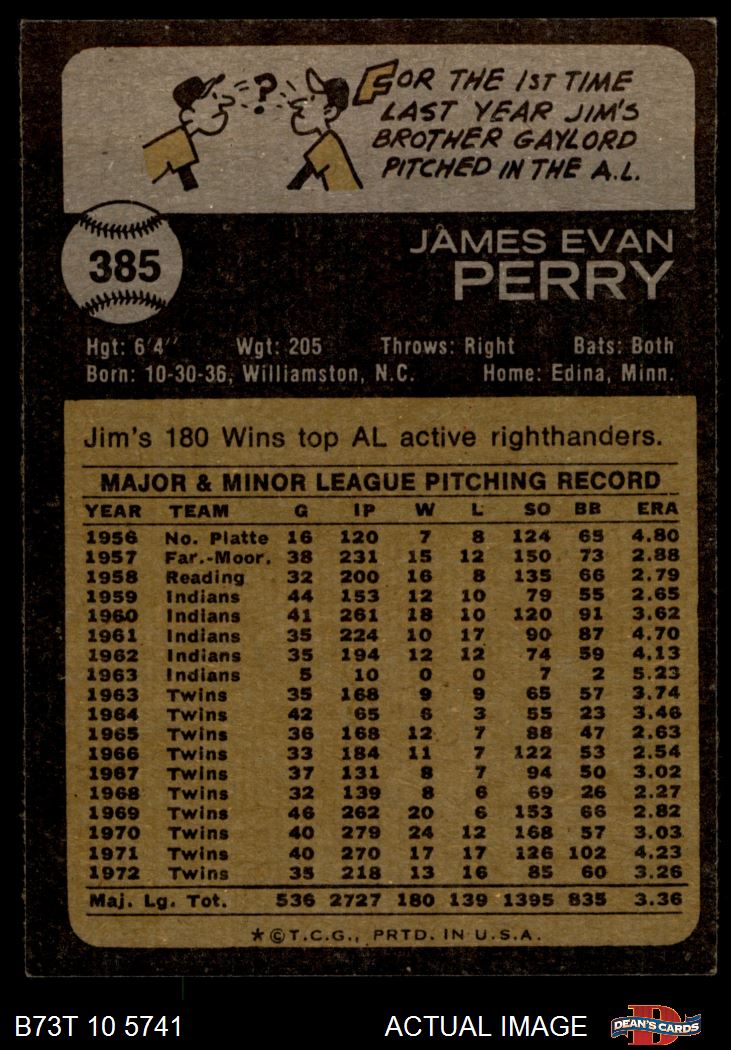 FOR THE 1ST TIME
LAST YEAR JIM'S
BROTHER GAYLORD
PITCHED IN THE A.L.
?
385
JAMES EVAN
PERRY
Hgt: 6'4" Wgt: 205 Throws: Right Bats: Both
Born: 10-30-36, Williamston, N.C. Home: Edina, Minn.
Jim's 180 Wins top AL active righthanders.
MAJOR & MINOR LEAGUE PITCHING RECORD
YEAR TEAM G IP W L SO BB ERA
1956 No. Platte 16 120 7 8 124 65 4.80
1957 Far.-Moor. 38 231 15 12 150 73 2.88
1958 Reading 32 200 16 8 135 66 2.79
1959 Indians 44 153 12 10 79 55 2.65
1960 Indians 41 261 18 10 120 91 3.62
1961 Indians 35 224 10 17 90 87 4.70
1962 Indians 35 194 12 12 74 59 4.13
1963 Indians 5 10 0 0 7 2 5.23
1963 Twins 35 168 9 9 65 57 3.74
1964 Twins 42 65 6 3 55 23 3.46
1965 Twins 36 168 12 7 88 47 2.63
1966 Twins 33 184 11 7 122 53 2.54
1967 Twins 37 131 8 7 94 50 3.02
1968 Twins 32 139 8 6 69 26 2.27
1969 Twins 46 262 20 6 153 66 2.82
1970 Twins 40 279 24 12 168 57 3.03
1971 Twins 40 270 17 17 126 102 4.23
1972 Twins 35 218 13 16 85 60 3.26
Maj. Lg. Tot. 536 2727 180 139 1395 835 3.36
★ © T.C.G., PRTD. IN U.S.A.
B73T 10 5741 ACTUAL IMAGE D DEAN'S CARDS